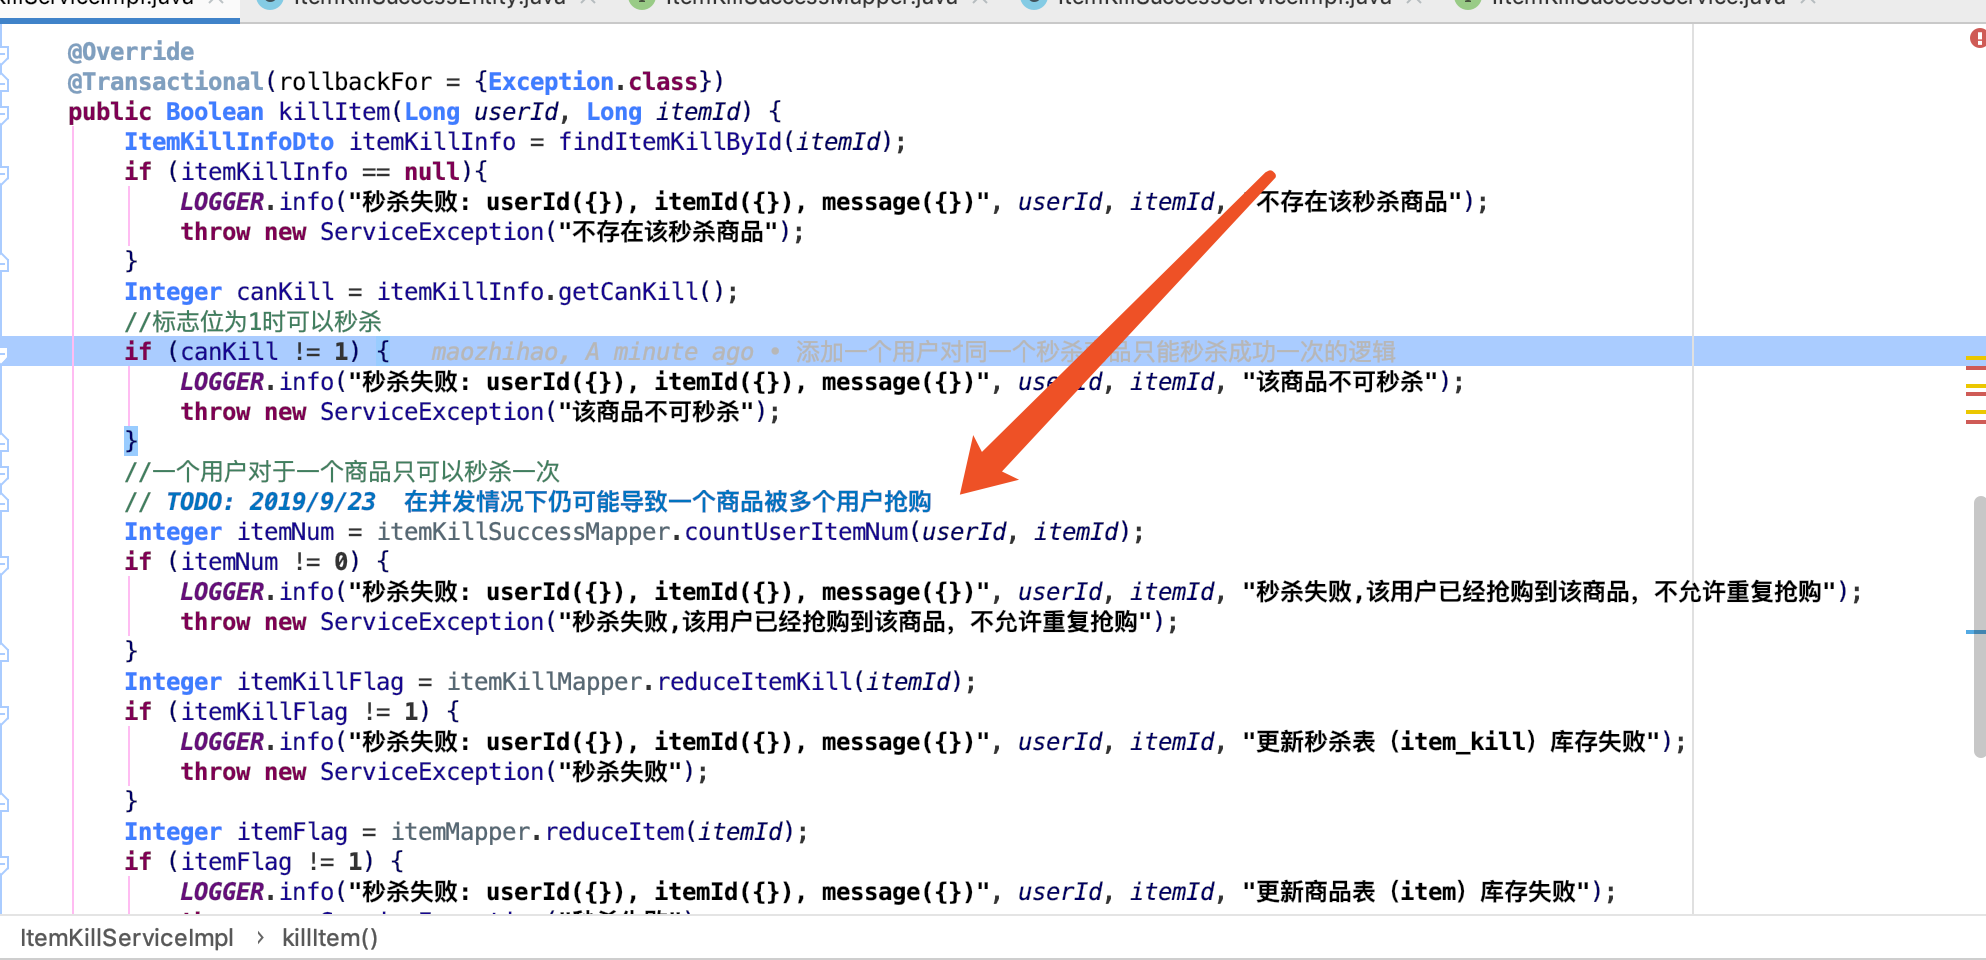 ItemKillSuccessEntity.java ItemKillSuccessMapper.java ItemKillSuccessServiceImpl.java IItemKillSuccessService.java
@Override
@Transactional(rollbackFor = {Exception.class})
public Boolean killItem(Long userId, Long itemId) {
ItemKillInfoDto itemKillInfo = findItemKillById(itemId);
if (itemKillInfo == null){
LOGGER.info("秒杀失败: userId({}), itemId({}), message({})", userId, itemId, "不存在该秒杀商品");
throw new ServiceException("不存在该秒杀商品");
}
Integer canKill = itemKillInfo.getCanKill();
//标志位为1时可以秒杀
if (canKill != 1) { maozhihao, A minute ago • 添加一个用户对同一个秒杀商品只能秒杀成功一次的逻辑
LOGGER.info("秒杀失败: userId({}), itemId({}), message({})", userId, itemId, "该商品不可秒杀");
throw new ServiceException("该商品不可秒杀");
}
//一个用户对于一个商品只可以秒杀一次
// TODO: 2019/9/23 在并发情况下仍可能导致一个商品被多个用户抢购
Integer itemNum = itemKillSuccessMapper.countUserItemNum(userId, itemId);
if (itemNum != 0) {
LOGGER.info("秒杀失败: userId({}), itemId({}), message({})", userId, itemId, "秒杀失败,该用户已经抢购到该商品，不允许重复抢购");
throw new ServiceException("秒杀失败,该用户已经抢购到该商品，不允许重复抢购");
}
Integer itemKillFlag = itemKillMapper.reduceItemKill(itemId);
if (itemKillFlag != 1) {
LOGGER.info("秒杀失败: userId({}), itemId({}), message({})", userId, itemId, "更新秒杀表（item_kill）库存失败");
throw new ServiceException("秒杀失败");
}
Integer itemFlag = itemMapper.reduceItem(itemId);
if (itemFlag != 1) {
LOGGER.info("秒杀失败: userId({}), itemId({}), message({})", userId, itemId, "更新商品表（item）库存失败");
ItemKillServiceImpl › killItem()